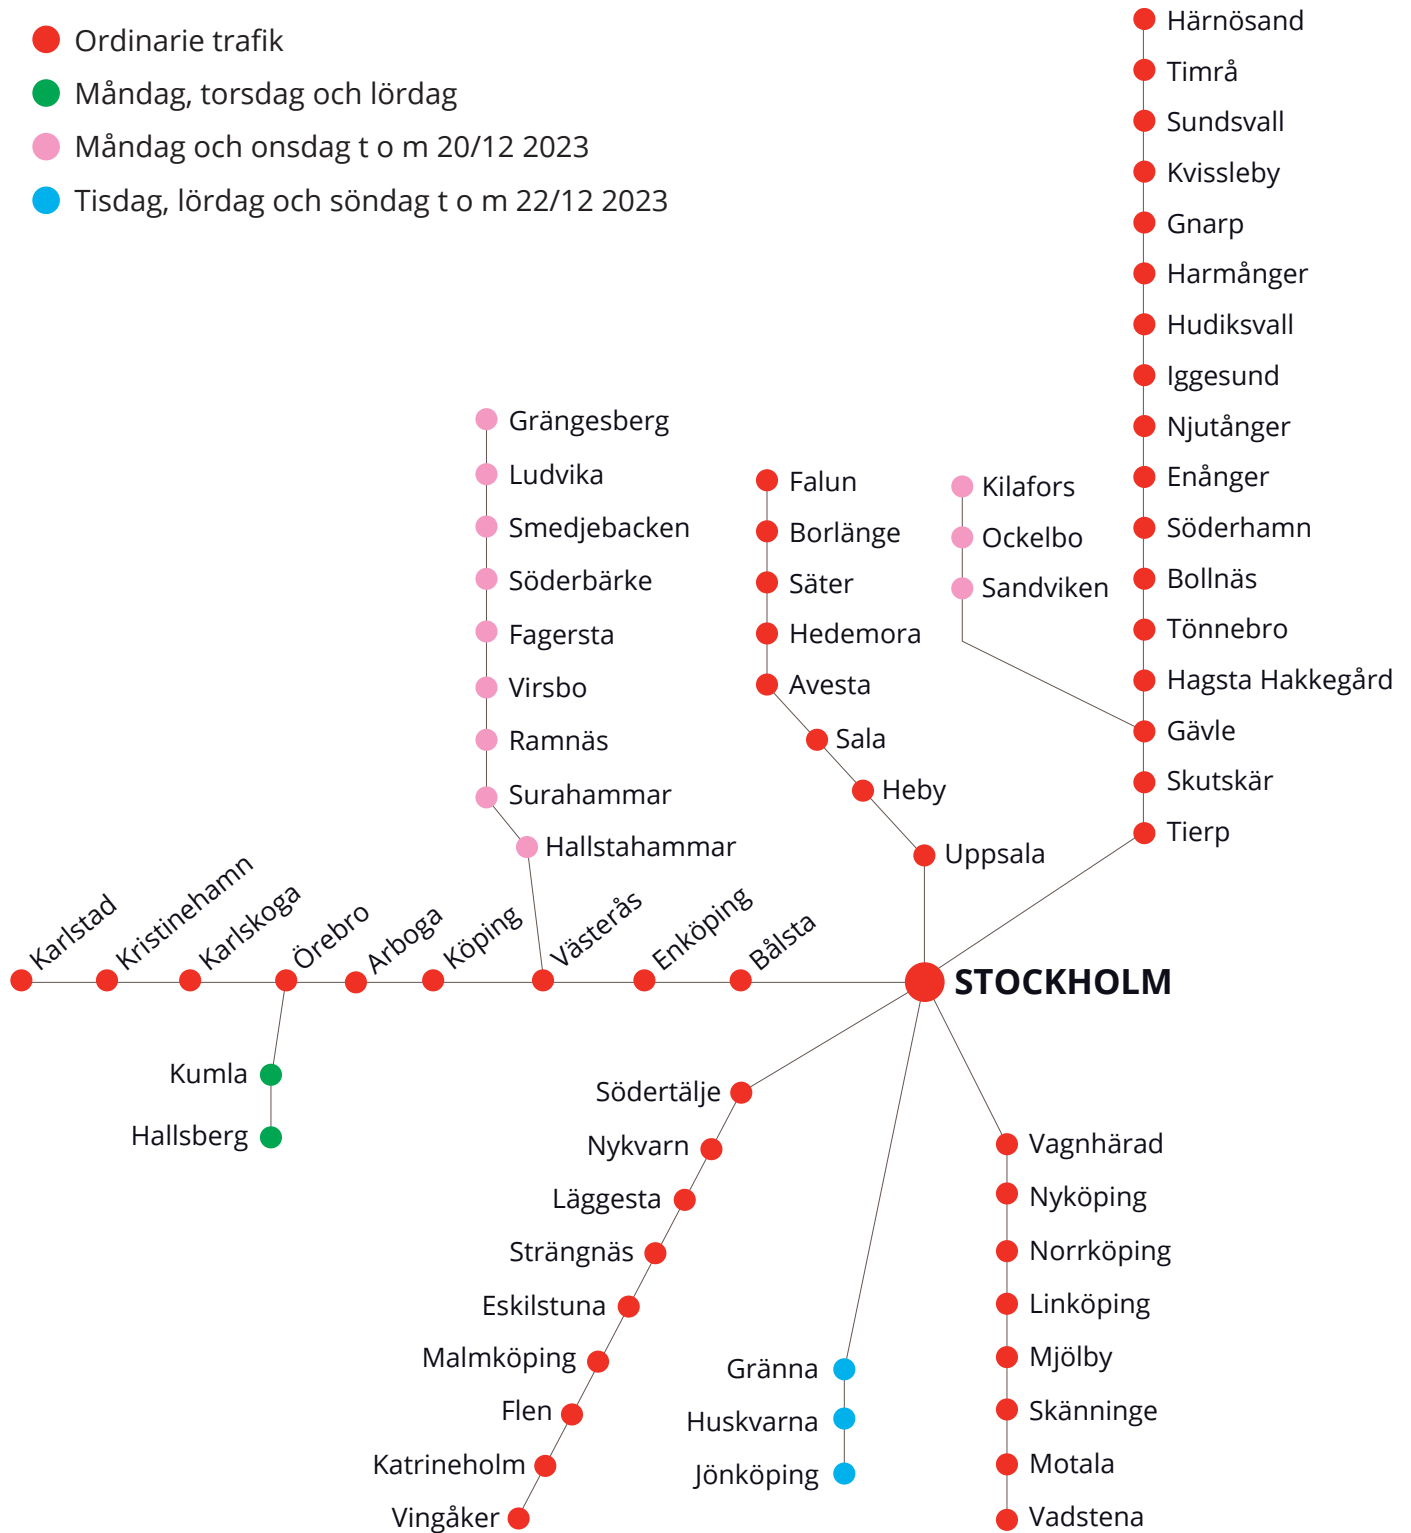 Ordinarie trafik
Måndag, torsdag och lördag
Måndag och onsdag t o m 20/12 2023
Tisdag, lördag och söndag t o m 22/12 2023
Härnösand
Timrå
Sundsvall
Kvissleby
Gnarp
Harmånger
Hudiksvall
Iggesund
Njutånger
Enånger
Söderhamn
Bollnäs
Tönnebro
Hagsta Hakkegård
Gävle
Skutskär
Tierp
Kilafors
Ockelbo
Sandviken
Falun
Borlänge
Säter
Hedemora
Avesta
Sala
Heby
Uppsala
Grängesberg
Ludvika
Smedjebacken
Söderbärke
Fagersta
Virsbo
Ramnäs
Surahammar
Hallstahammar
Karlstad
Kristinehamn
Karlskoga
Örebro
Arboga
Köping
Västerås
Enköping
Bålsta
STOCKHOLM
Kumla
Hallsberg
Södertälje
Nykvarn
Läggesta
Strängnäs
Eskilstuna
Malmköping
Flen
Katrineholm
Vingåker
Gränna
Huskvarna
Jönköping
Vagnhärad
Nyköping
Norrköping
Linköping
Mjölby
Skänninge
Motala
Vadstena